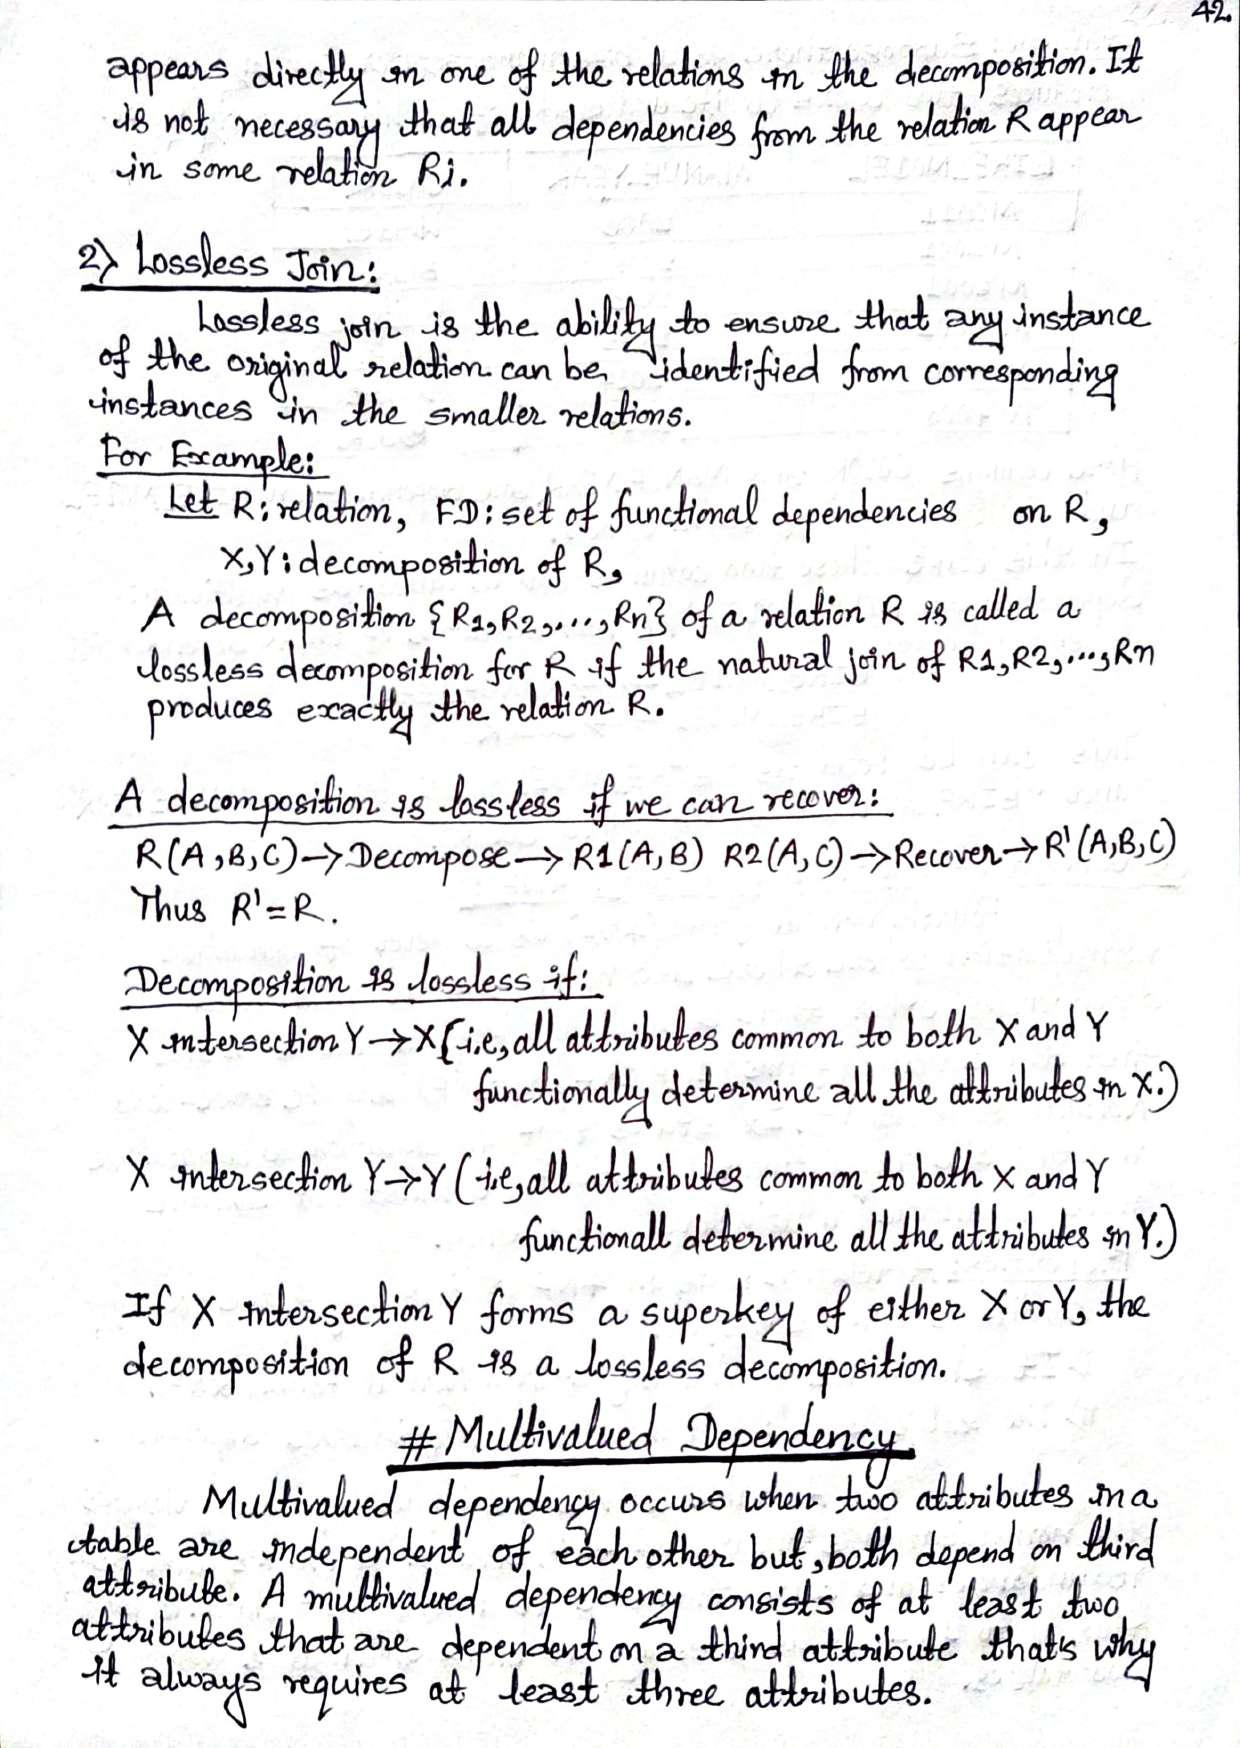 42.
appears directly in one of the relations in the decomposition. It
is not necessary that all dependencies from the relation R appear
in some relation Ri.
2) Lossless Join:
Lossless join is the ability to ensure that any instance
of the original relation can be identified from corresponding
instances in the smaller relations.
For Example:
Let R: relation, FD: set of functional dependencies on R,
X,Y: decomposition of R,
A decomposition {R1,R2,...,Rn} of a relation R is called a
lossless decomposition for R if the natural join of R1,R2,...,Rn
produces exactly the relation R.
A decomposition is lossless if we can recover:
R(A,B,C)→Decompose→R1(A,B) R2(A,C)→Recover→R'(A,B,C)
Thus R'=R.
Decomposition is lossless if:
X intersection Y→X (i.e, all attributes common to both X and Y
functionally determine all the attributes in X.)
X intersection Y→Y (i.e, all attributes common to both X and Y
functionall determine all the attributes in Y.)
If X intersection Y forms a superkey of either X or Y, the
decomposition of R is a lossless decomposition.
# Multivalued Dependency
Multivalued dependency occurs when two attributes in a
table are independent of each other but, both depend on third
attribute. A multivalued dependency consists of at least two
attributes that are dependent on a third attribute that's why
it always requires at least three attributes.